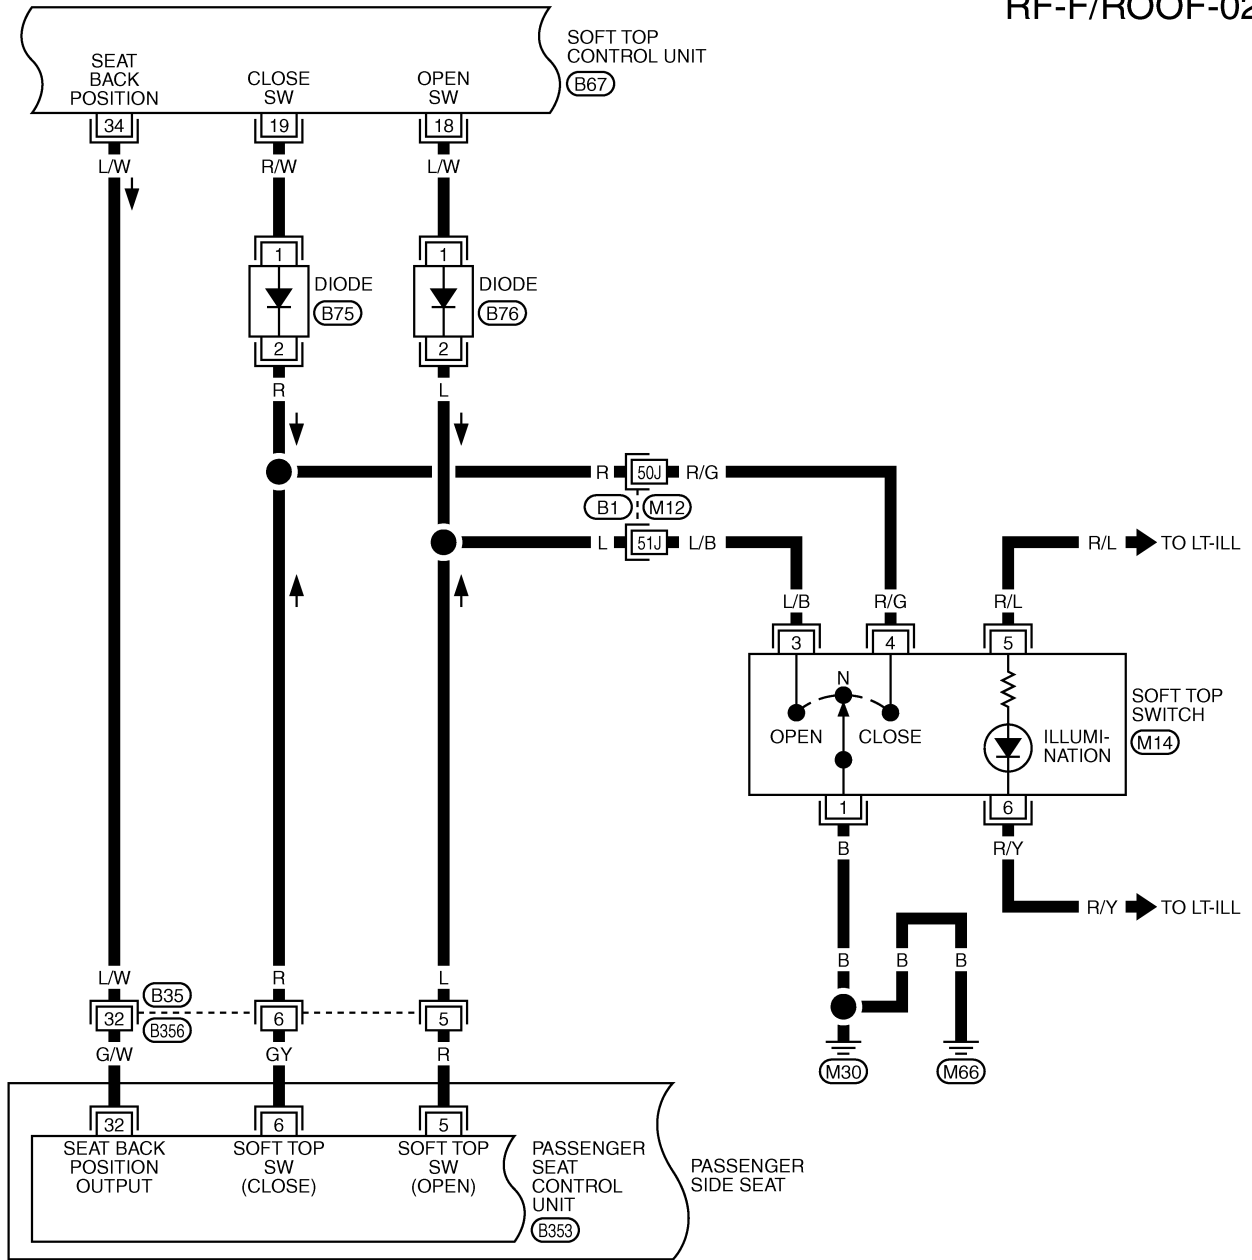 RF-F/ROOF-02
SOFT TOP
CONTROL UNIT
B67
SEAT
BACK
POSITION
CLOSE
SW
OPEN
SW
34
19
18
L/W
R/W
L/W
1
1
DIODE
B75
DIODE
B76
2
2
R
L
R
50J
R/G
B1
M12
L
51J
L/B
R/L
TO LT-ILL
L/B
R/G
R/L
3
4
5
N
OPEN
CLOSE
ILLUMI-
NATION
SOFT TOP
SWITCH
M14
1
6
B
R/Y
R/Y
TO LT-ILL
B
B
B
M30
M66
L/W
R
L
B35
32
6
5
B356
G/W
GY
R
32
6
5
SEAT BACK
POSITION
OUTPUT
SOFT TOP
SW
(CLOSE)
SOFT TOP
SW
(OPEN)
PASSENGER
SEAT
CONTROL
UNIT
B353
PASSENGER
SIDE SEAT